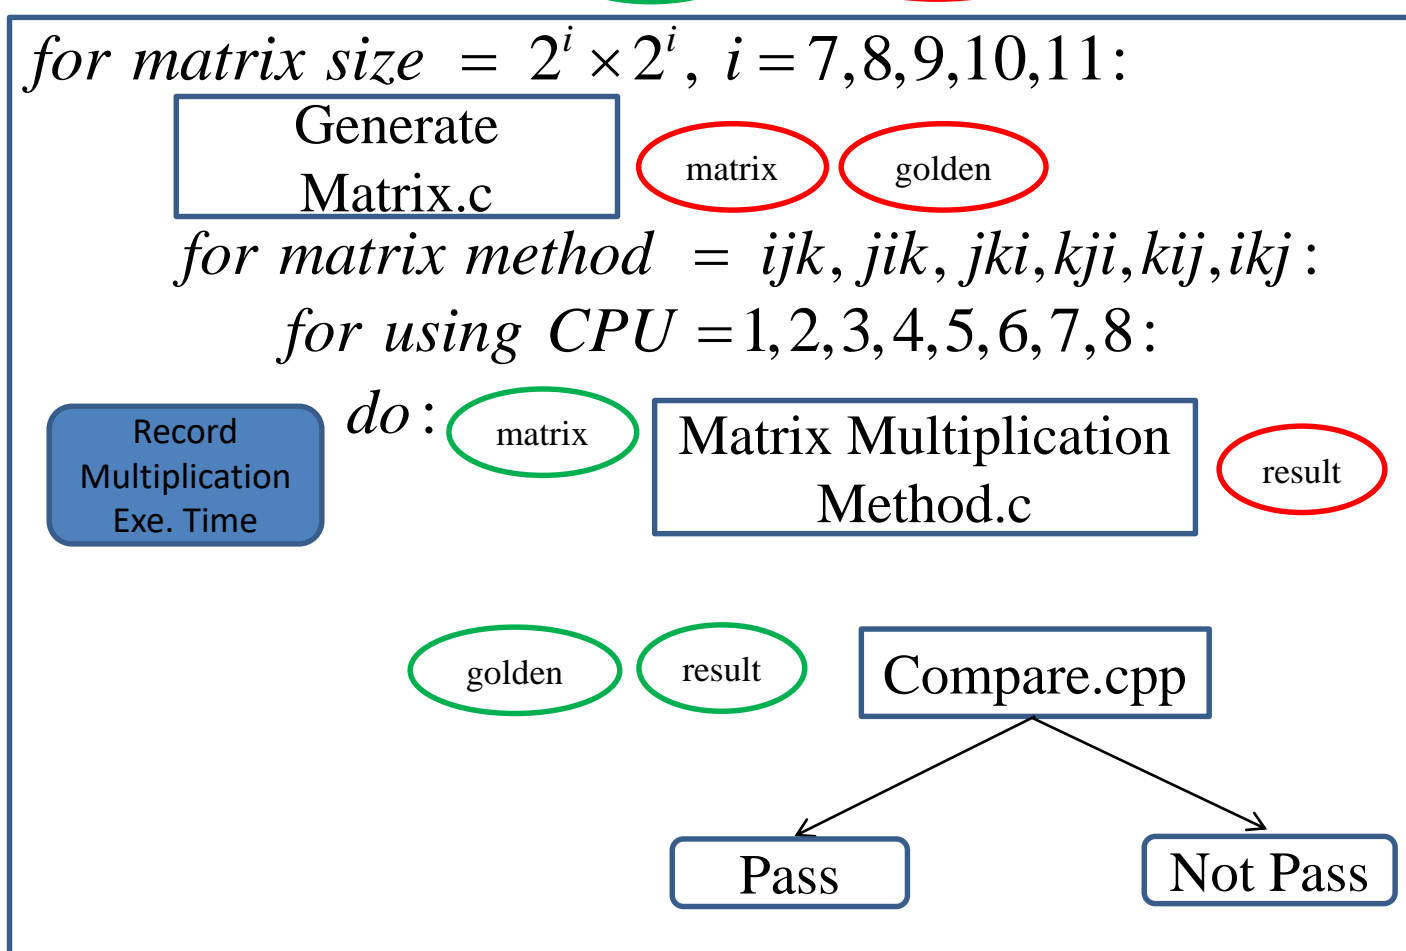 for matrix size = 2^i × 2^i, i = 7,8,9,10,11:
Generate
Matrix.c
matrix
golden
for matrix method = ijk, jik, jki, kji, kij, ikj:
for using CPU = 1,2,3,4,5,6,7,8:
do:
matrix
Matrix Multiplication
Method.c
result
Record
Multiplication
Exe. Time
golden
result
Compare.cpp
Pass
Not Pass